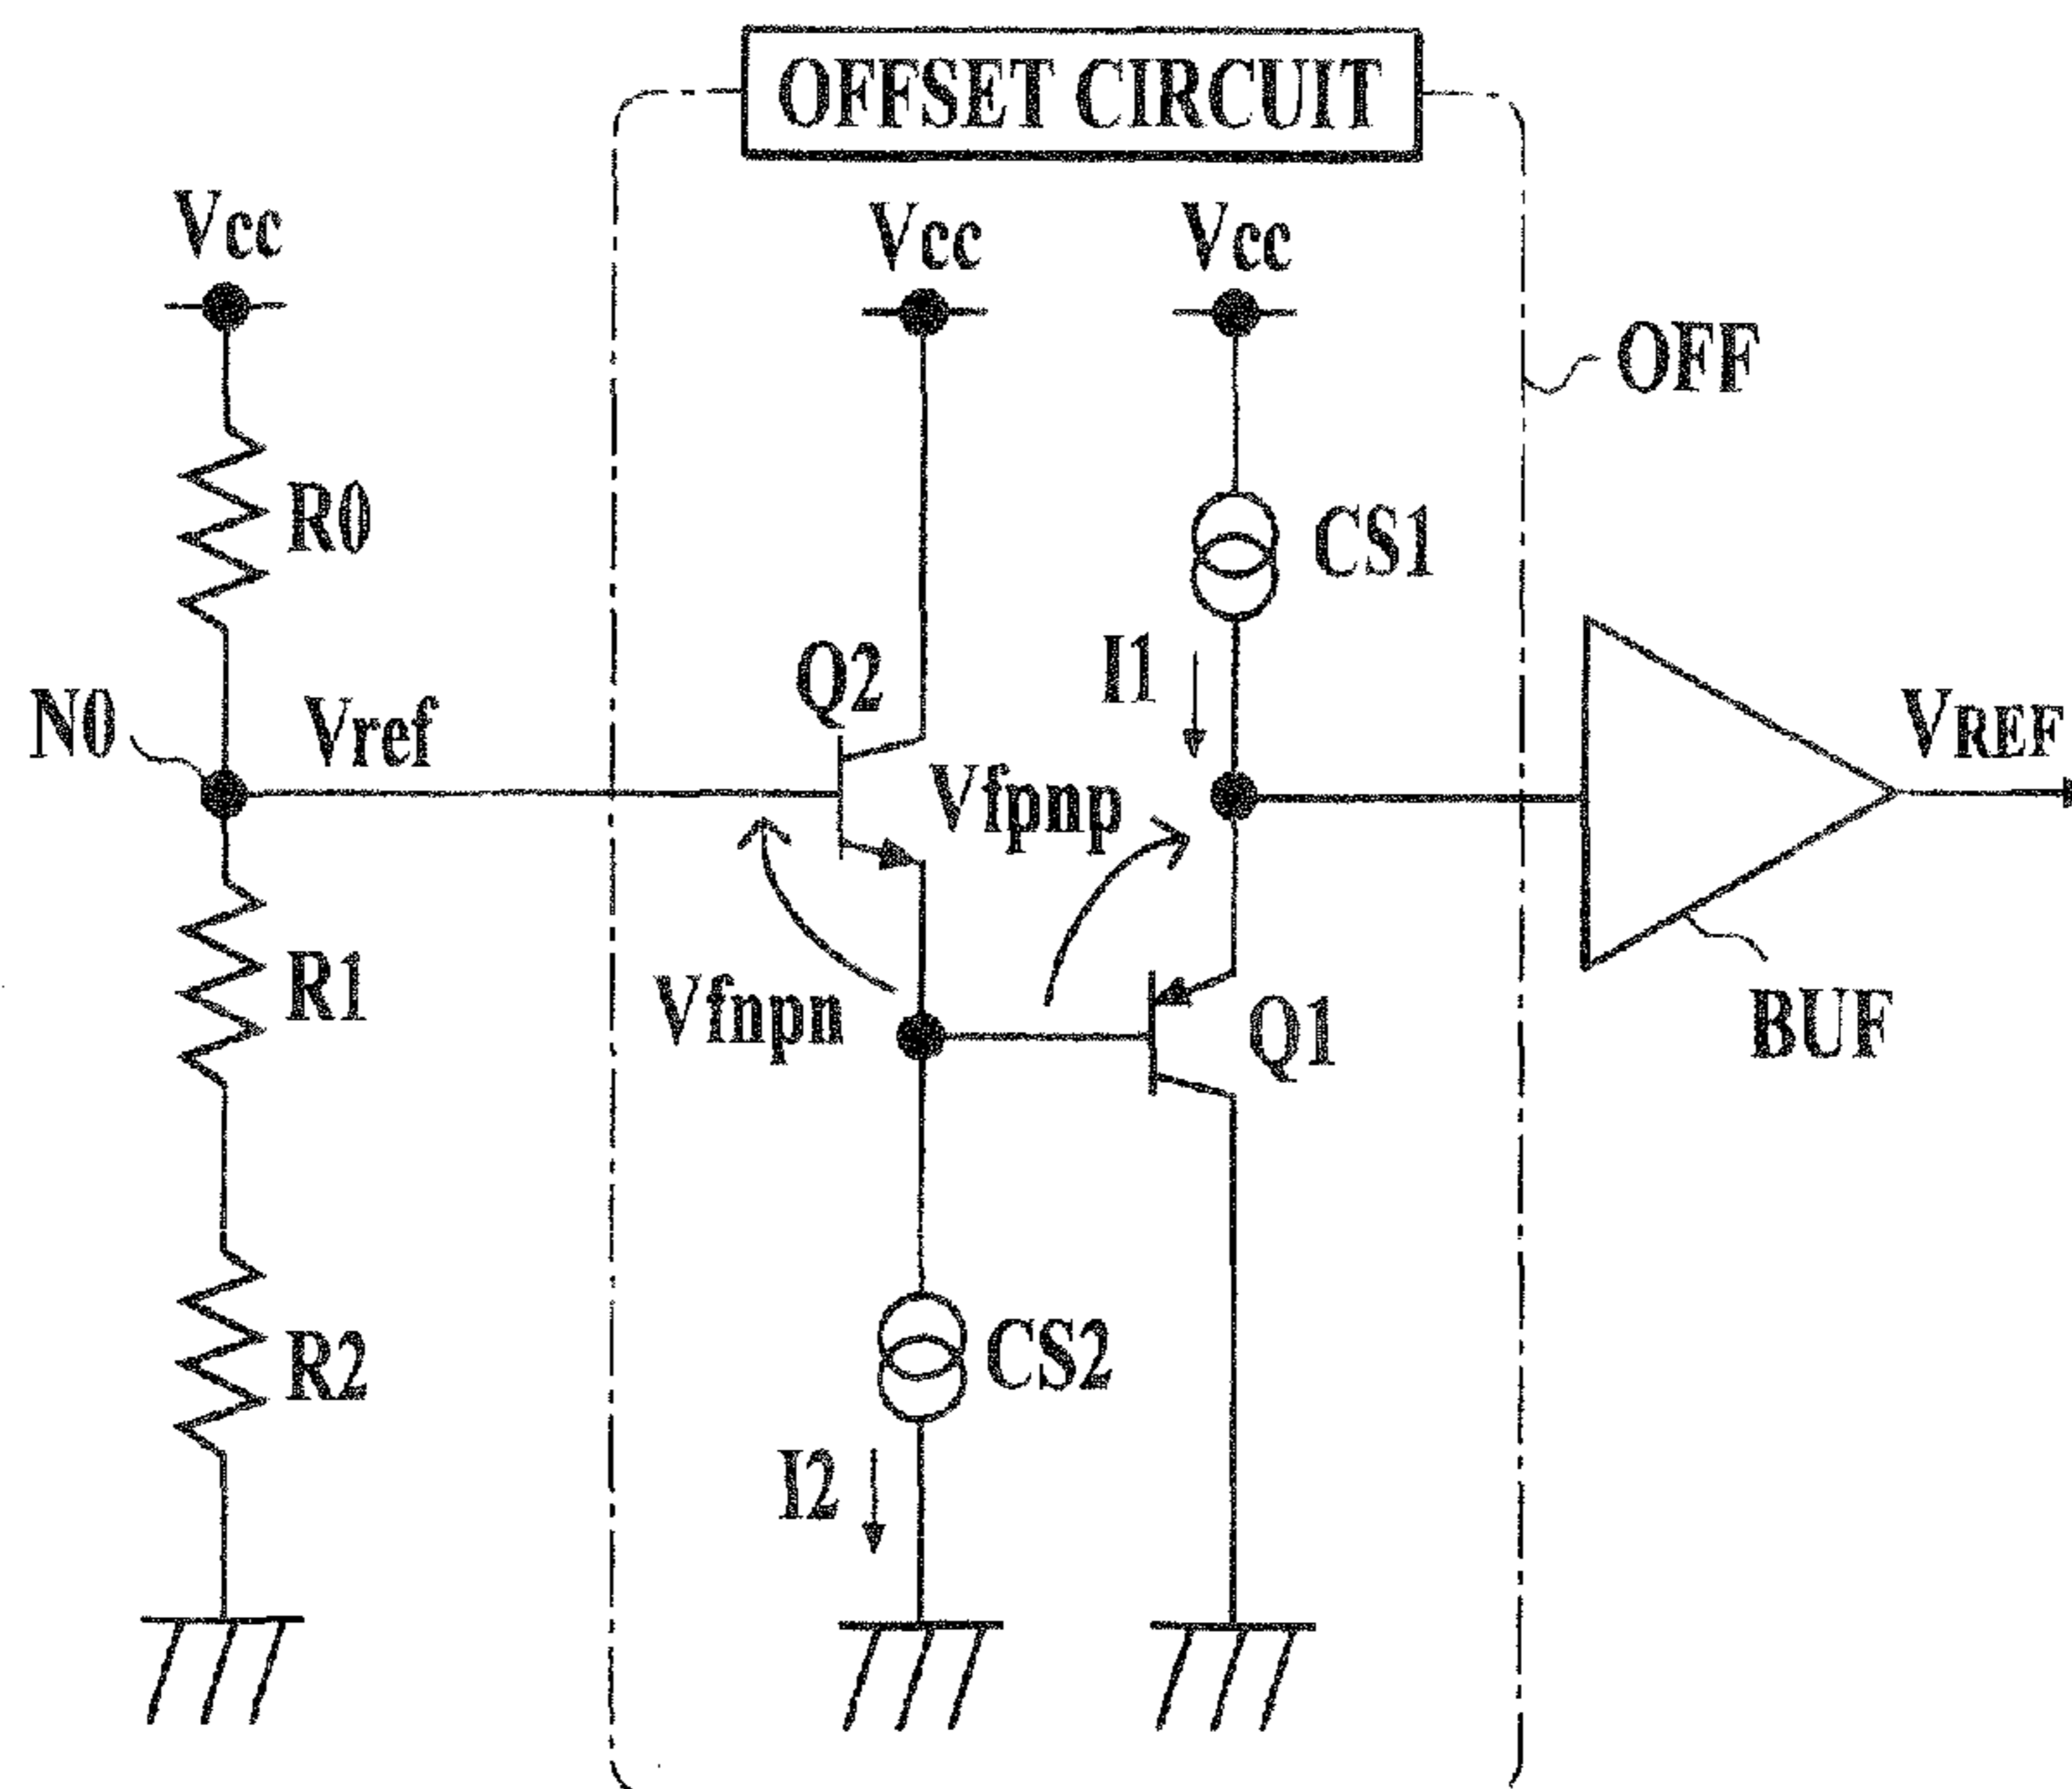 OFFSET CIRCUIT
Vcc
Vcc
Vcc
OFF
R0
CS1
Q2
I1
N0
Vref
VREF
Vfpnp
R1
Vfnpn
Q1
BUF
R2
CS2
I2